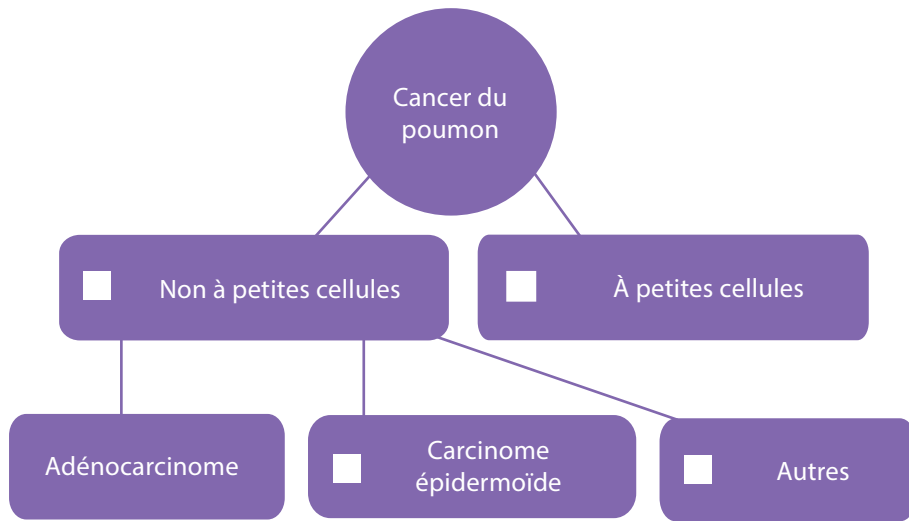 Cancer du
poumon
Non à petites cellules
À petites cellules
Adénocarcinome
Carcinome
épidermoïde
Autres